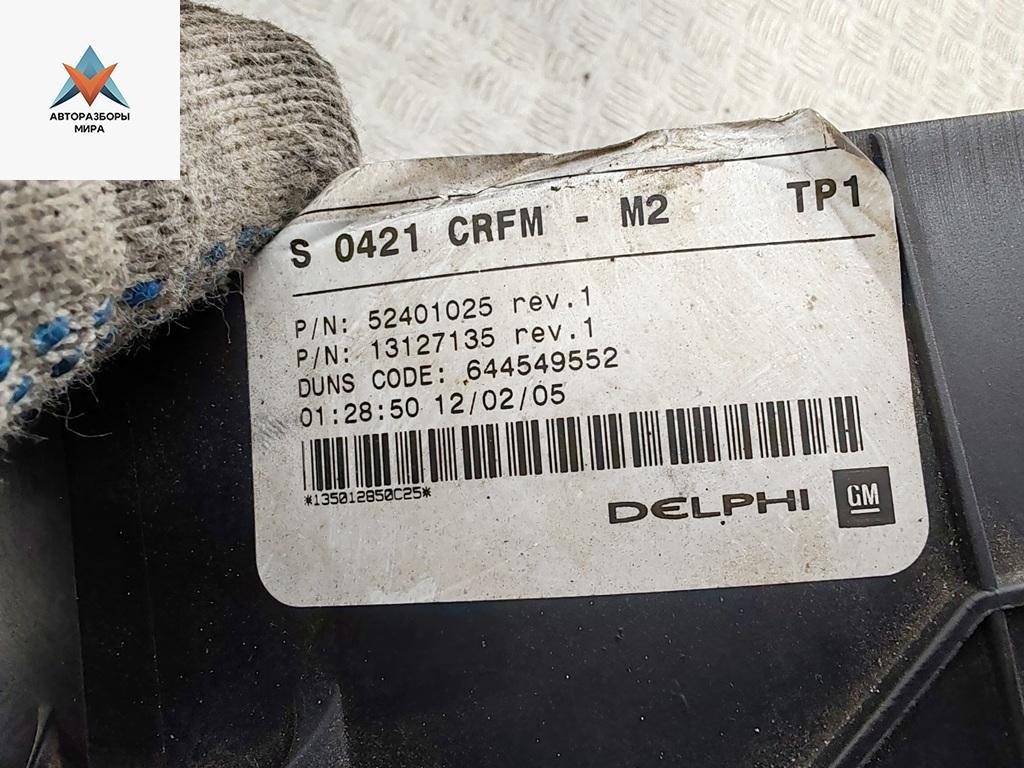 АВТОРАЗБОРЫ
МИРА
S 0421 CRFM - M2 TP1
P/N: 52401025 rev.1
P/N: 13127135 rev.1
DUNS CODE: 644549552
01:28:50 12/02/05
*135012850C25*
DELPHI GM